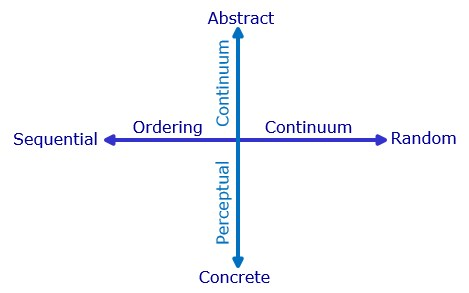 Abstract
Continuum
Ordering Continuum
Sequential Random
Perceptual
Concrete